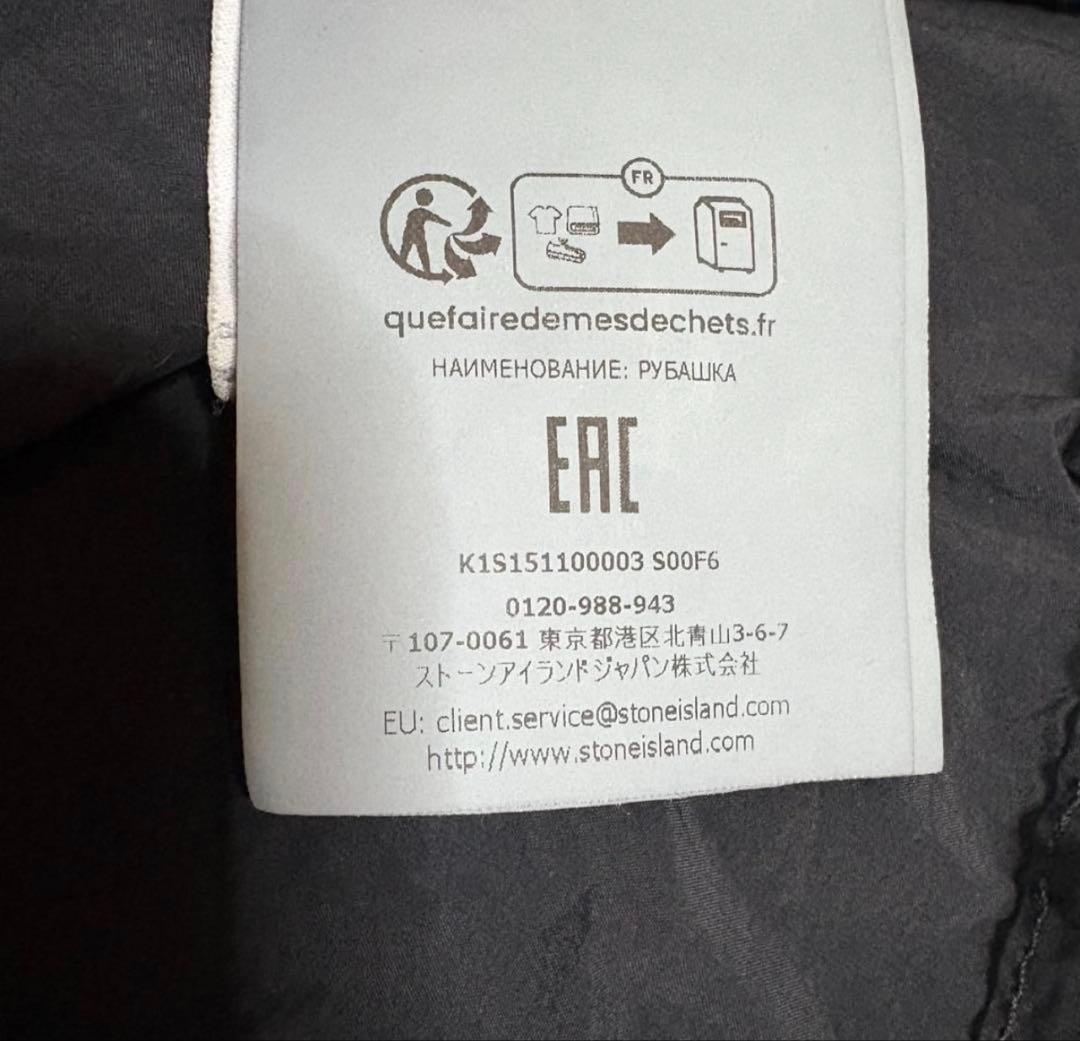 FR
quefairedemesdechets.fr
НАИМЕНОВАНИЕ: РУБАШКА
EAC
K1S151100003 S00F6
0120-988-943
〒107-0061 東京都港区北青山3-6-7
ストーンアイランドジャパン株式会社
EU: client.service@stoneisland.com
http://www.stoneisland.com